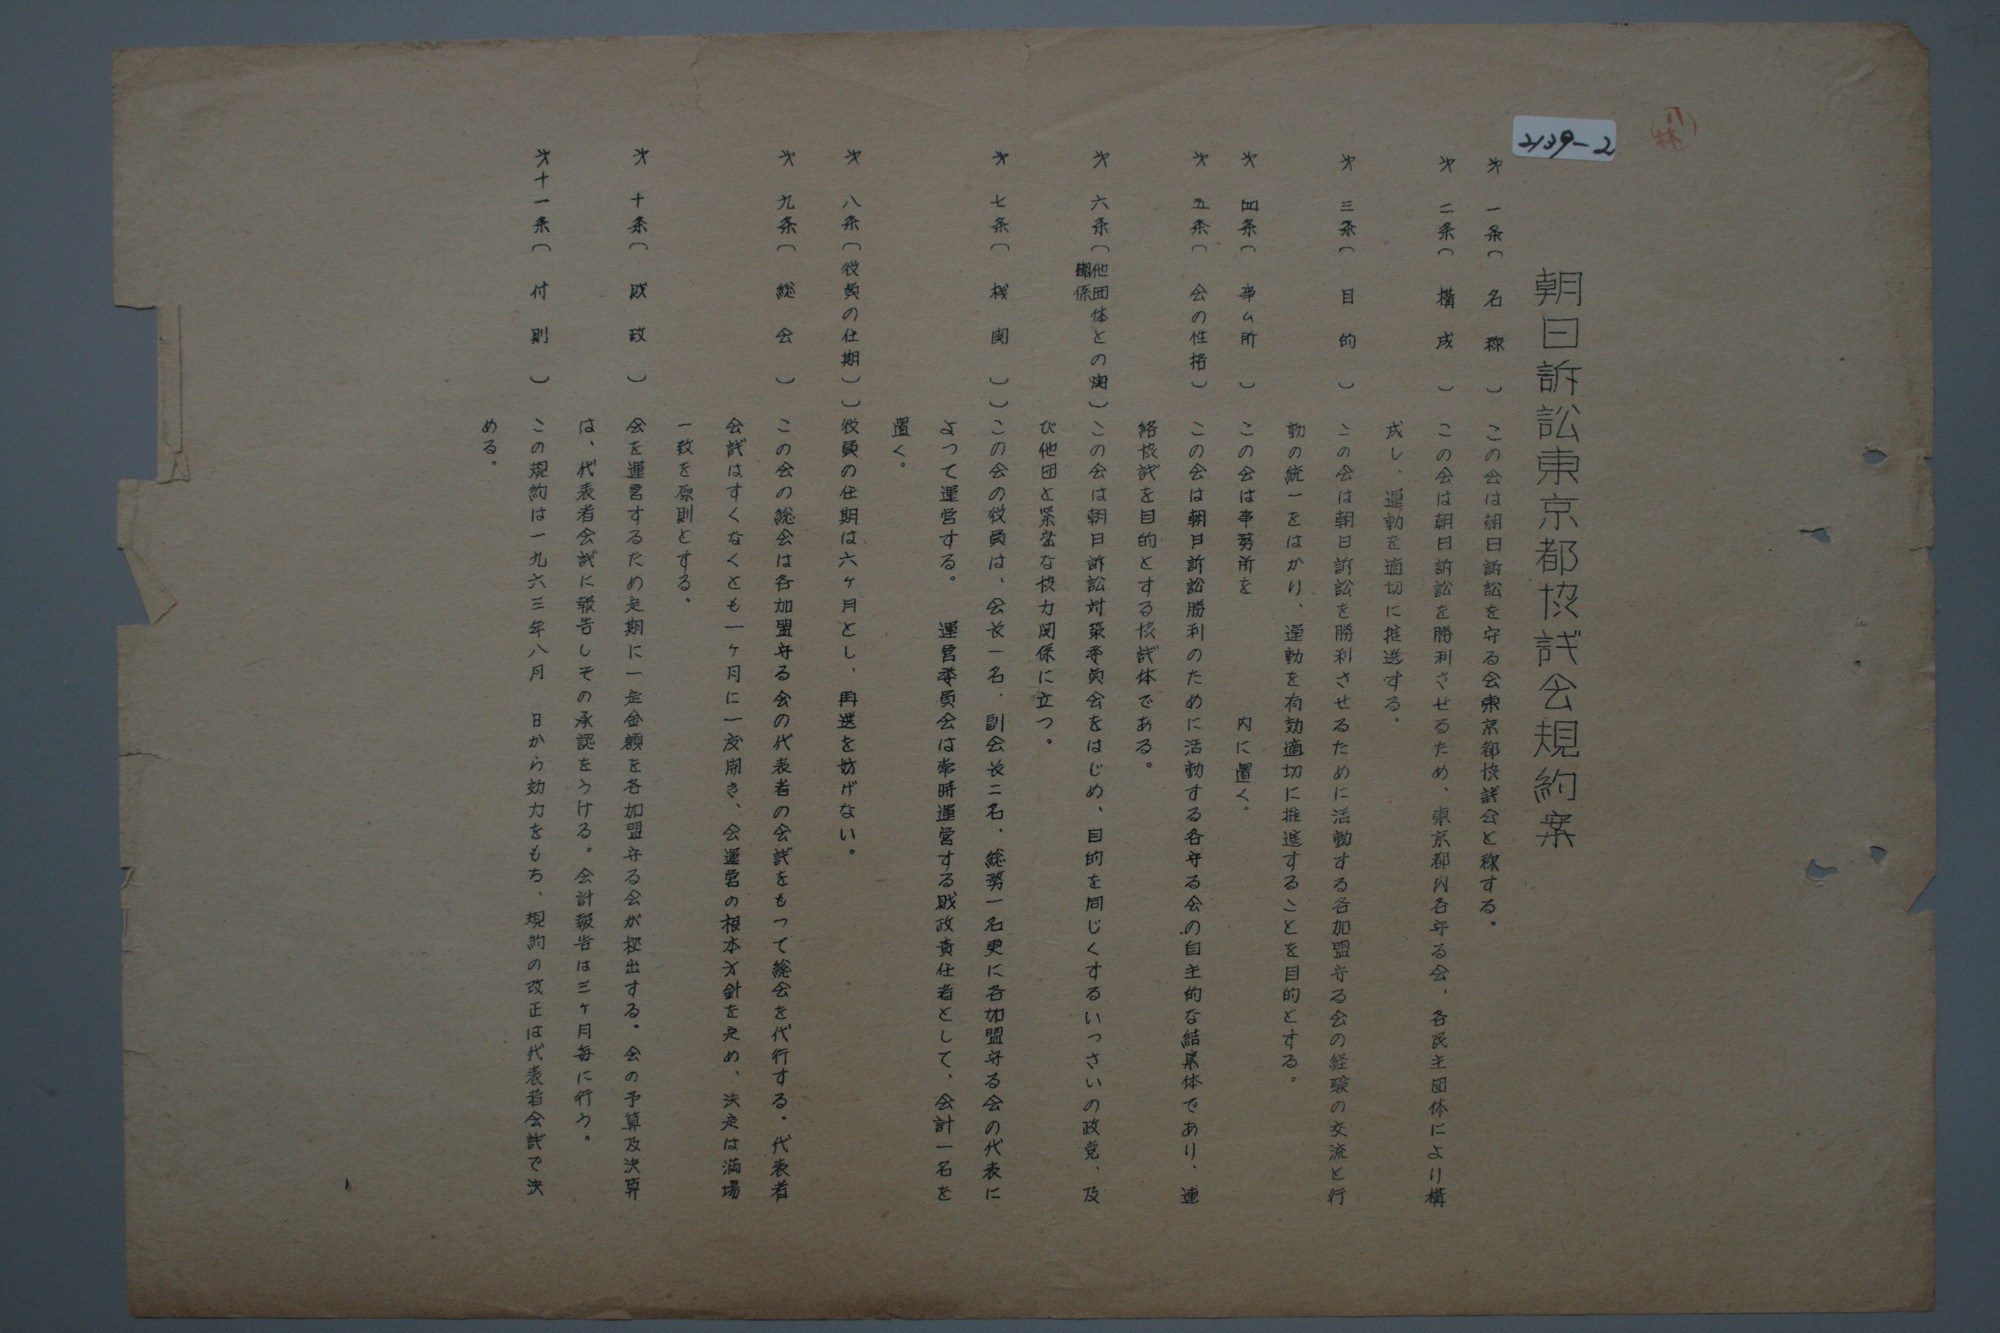 2139-2
朝日訴訟東京都協議会規約案
第一条（名称）この会は朝日訴訟を守る会東京都協議会と称する。
第二条（構成）この会は朝日訴訟を勝利させるため、東京都内各守る会、各民主団体により構
成し、運動を適切に推送する。
第三条（目的）この会は朝日訴訟を勝利させるために活動する各加盟守る会の経験の交流と行
動の統一をはかり、運動を有効適切に推進することを目的とする。
第四条（事ム所）この会は事務所を　　　　　内に置く。
第五条（会の性格）この会は朝日訴訟勝利のために活動する各守る会の自主的な結集体であり、連
絡協議を目的とする協議体である。
第六条（他団体との関係）この会は朝日訴訟対策委員会をはじめ、目的を同じくするいっさいの政党、及
び他団と緊密な協力関係に立つ。
第七条（機関）この会の役員は、会長一名、副会長二名、総務一名更に各加盟守る会の代表に
よって運営する。　運営委員会は常時運営する財政責任者として、会計一名を
置く。
第八条（役員の任期）役員の任期は六ヶ月とし、再選を妨げない。
第九条（総会）この会の総会は各加盟守る会の代表者の会議をもって総会を代行する。代表者
会議はすくなくとも一ヶ月に一度開き、会運営の根本方針を定め、決定は満場
一致を原則とする、
第十条（財政）会を運営するため定期に一定金額を各加盟守る会が拠出する。会の予算及決算
は、代表者会議に報告しその承認をうける。会計報告は三ヶ月毎に行う。
第十一条（付則）この規約は一九六三年八月　日から効力をもち、規約の改正は代表者会議で決
める。